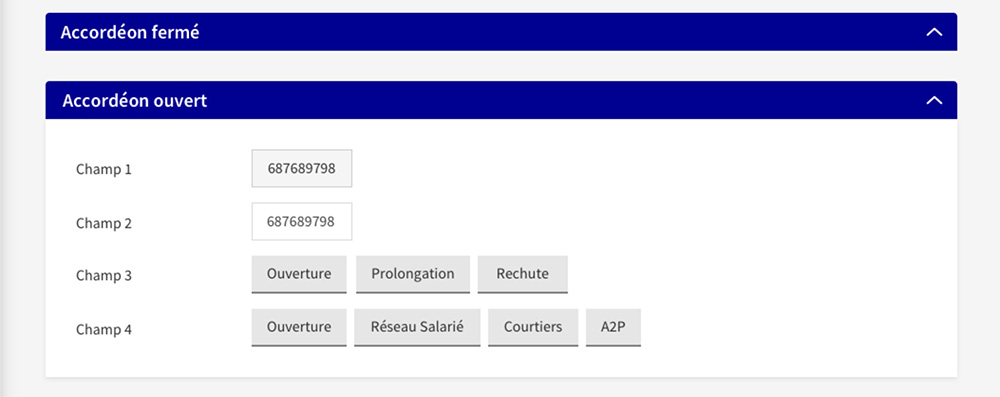 Accordéon fermé
Accordéon ouvert
Champ 1 687689798
Champ 2 687689798
Champ 3 Ouverture Prolongation Rechute
Champ 4 Ouverture Réseau Salarié Courtiers A2P